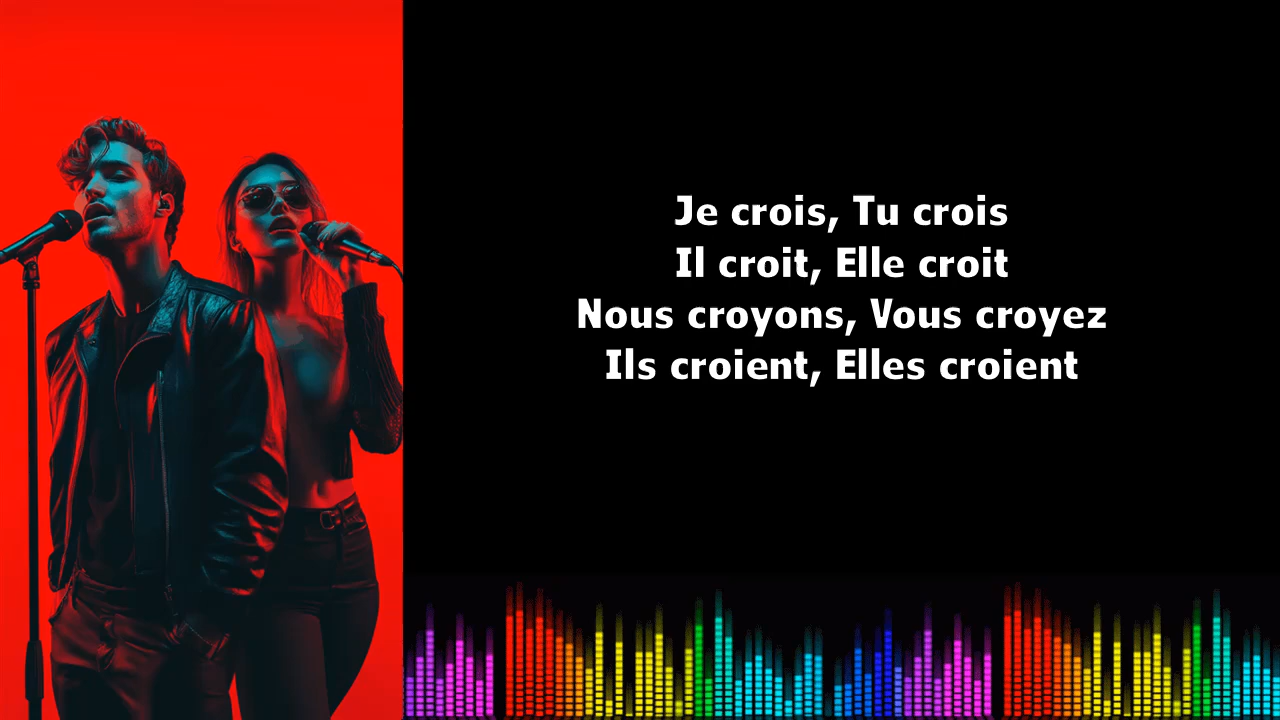 Je crois, Tu crois
Il croit, Elle croit
Nous croyons, Vous croyez
Ils croient, Elles croient